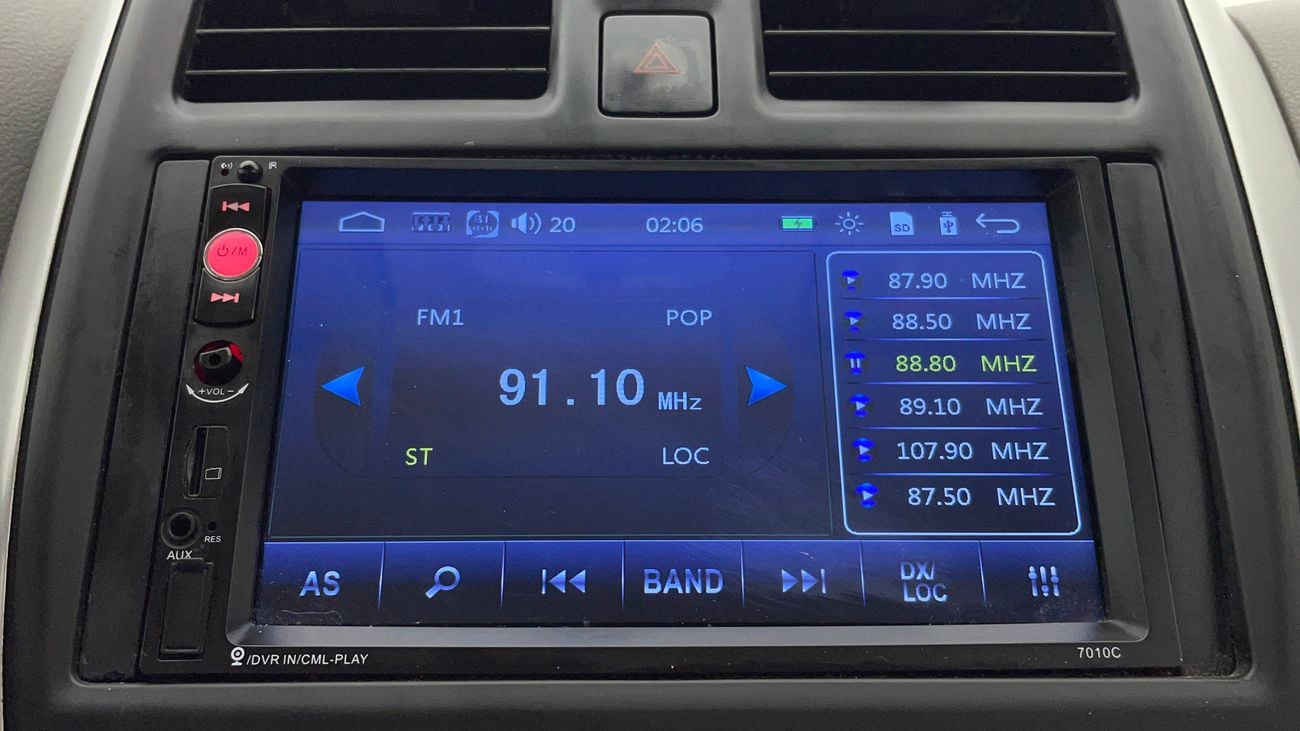 IR
⏻/M
+VOL-
RES
AUX
20
02:06
SD
FM1
POP
91.10 MHz
ST
LOC
87.90 MHZ
88.50 MHZ
88.80 MHZ
89.10 MHZ
107.90 MHZ
87.50 MHZ
AS
BAND
DX/
LOC
/DVR IN/CML-PLAY
7010C